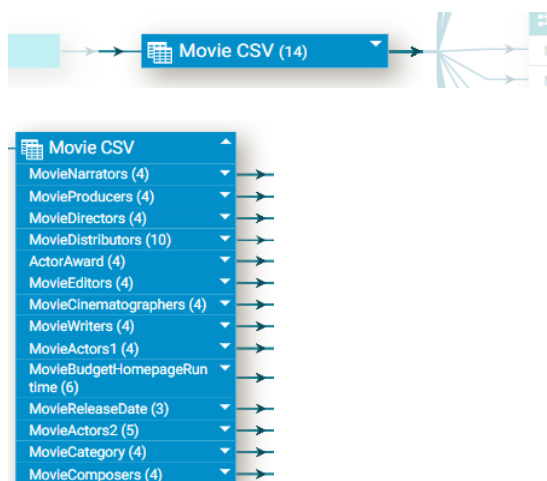 Movie CSV (14)
Movie CSV
MovieNarrators (4)
MovieProducers (4)
MovieDirectors (4)
MovieDistributors (10)
ActorAward (4)
MovieEditors (4)
MovieCinematographers (4)
MovieWriters (4)
MovieActors1 (4)
MovieBudgetHomepageRun
time (6)
MovieReleaseDate (3)
MovieActors2 (5)
MovieCategory (4)
MovieComposers (4)